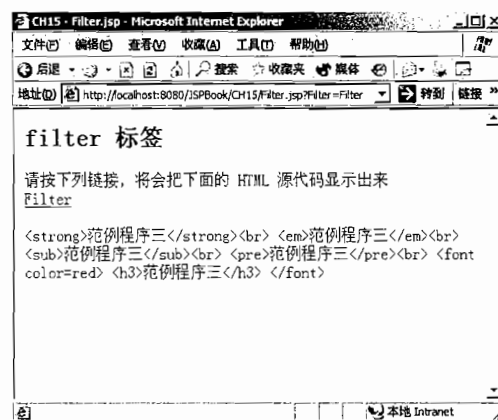 CH15 - Filter.jsp - Microsoft Internet Explorer
文件(F) 编辑(E) 查看(V) 收藏(A) 工具(T) 帮助(H)
后退 搜索 收藏夹 媒体
地址(D) http://localhost:8080/JSPBook/CH15/Filter.jsp?Filter=Filter 转到 链接 »
filter 标签
请按下列链接，将会把下面的 HTML 源代码显示出来
Filter
<strong>范例程序三</strong><br> <em>范例程序三</em><br>
<sub>范例程序三</sub><br> <pre>范例程序三</pre><br> <font
color=red> <h3>范例程序三</h3> </font>
本地 Intranet